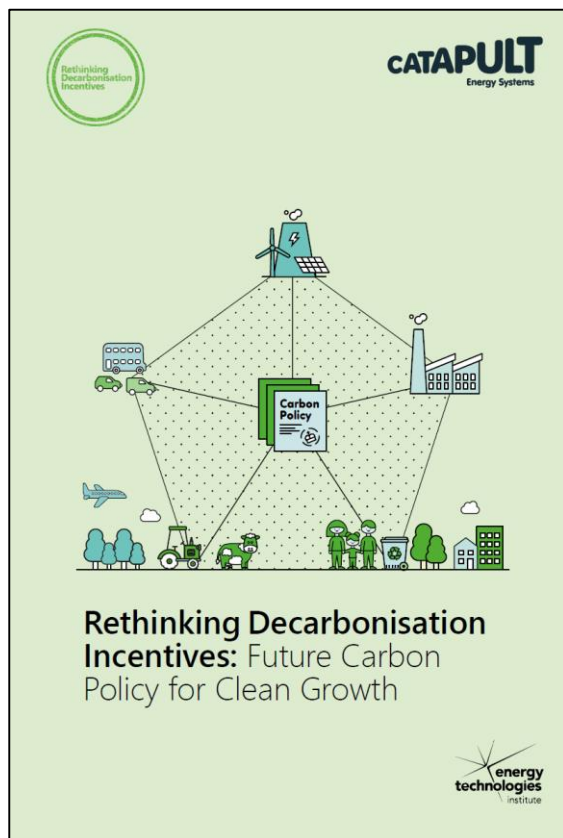 Rethinking
Decarbonisation
Incentives
CATAPULT
Energy Systems
Carbon
Policy
Rethinking Decarbonisation
Incentives: Future Carbon
Policy for Clean Growth
energy
technologies
institute